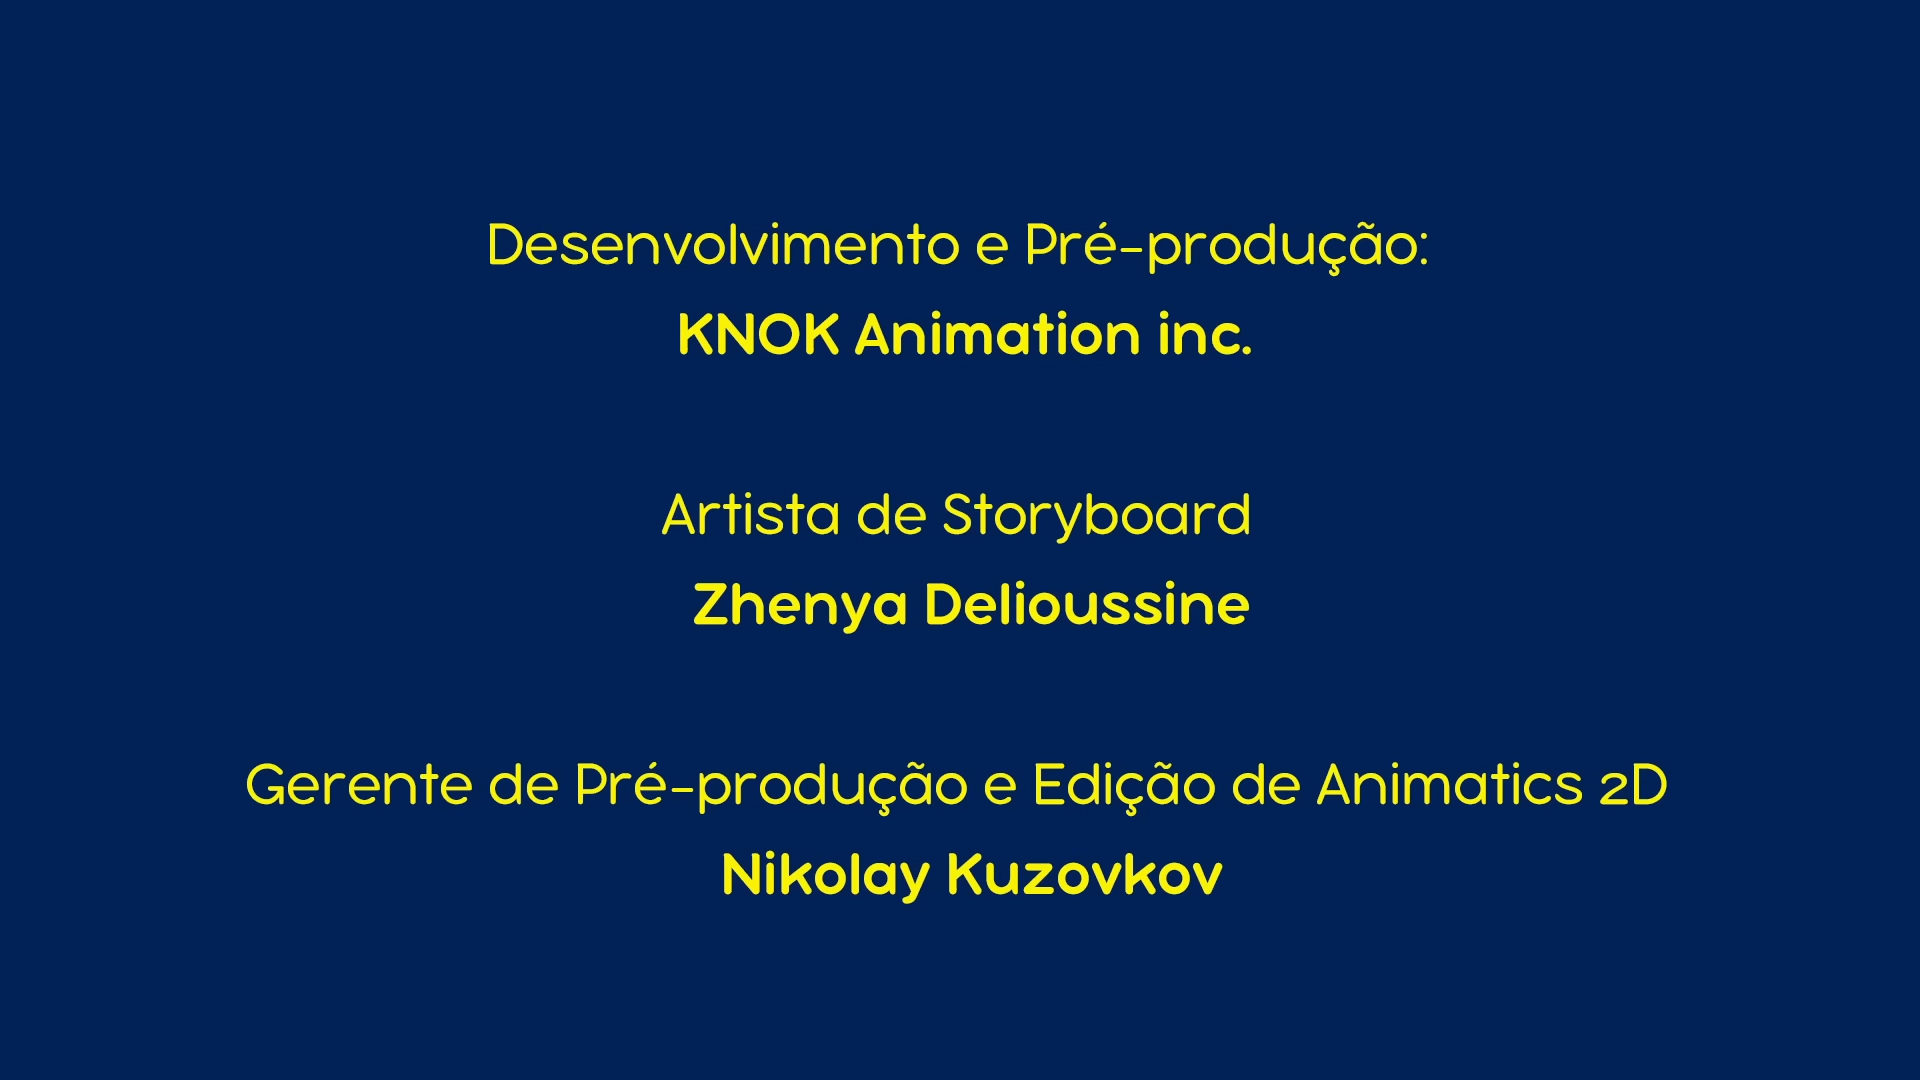 Desenvolvimento e Pré-produção:
KNOK Animation inc.
Artista de Storyboard
Zhenya Delioussine
Gerente de Pré-produção e Edição de Animatics 2D
Nikolay Kuzovkov